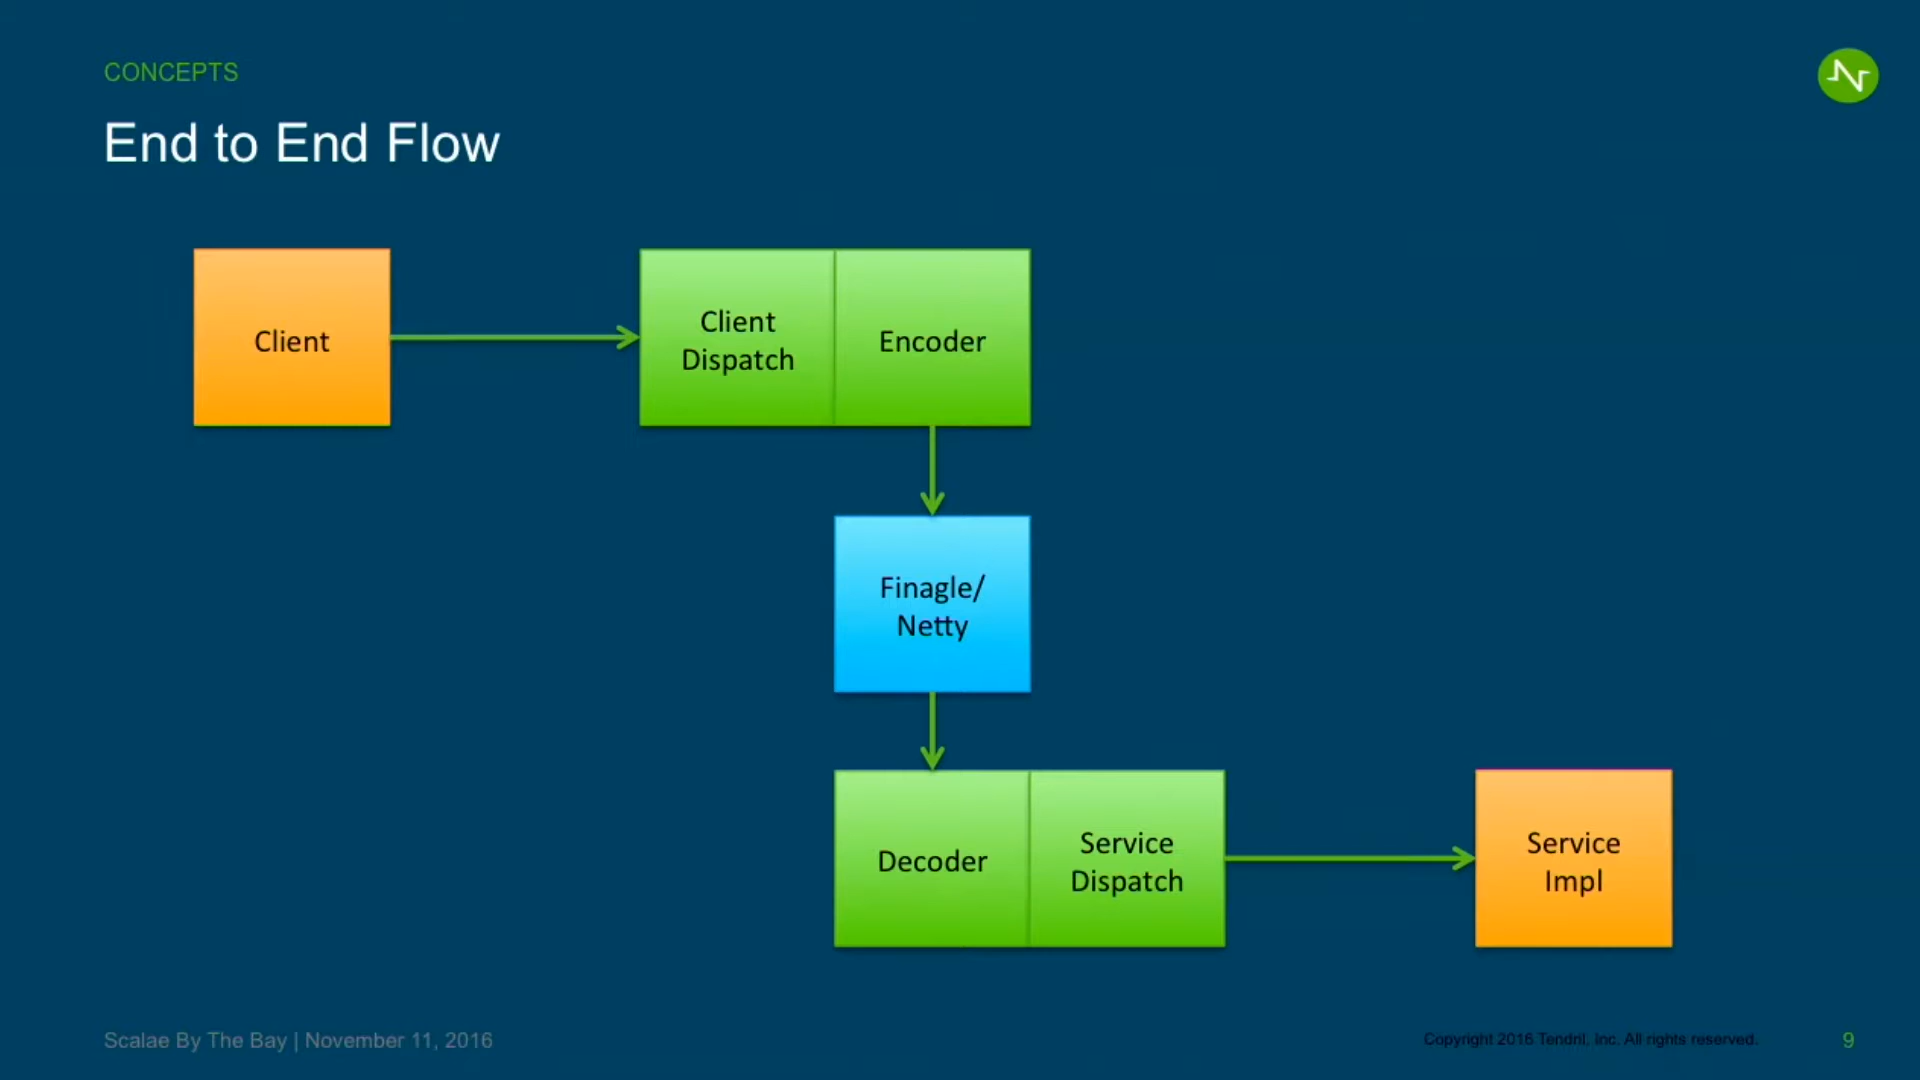 CONCEPTS
End to End Flow
Client
Client
Dispatch
Encoder
Finagle/
Netty
Decoder
Service
Dispatch
Service
Impl
Scalae By The Bay | November 11, 2016
Copyright 2016 Tendril, Inc. All rights reserved.
9